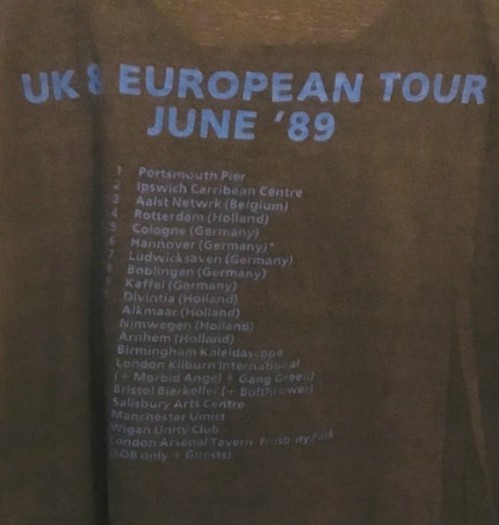 UK & EUROPEAN TOUR
JUNE '89
1 Portsmouth Pier
2 Ipswich Carribean Centre
3 Aalst Netwrk (Belgium)
4 Rotterdam (Holland)
5 Cologne (Germany)
6 Hannover (Germany)*
7 Ludwicksaven (Germany)
8 Boblingen (Germany)
Kaffel (Germany)
Divintia (Holland)
Alkmaar (Holland)
Nimwegen (Holland)
Arnhem (Holland)
Birmingham Kaleidascope
London Kilburn International
(+ Morbid Angel + Gang Green)
Bristol Bierkeller (+ Bolthrower)
Salisbury Arts Centre
Manchester Umist
Wigan Unity Club
London Arsenal Tavern Finsbury Park
(SOB only + Guests)